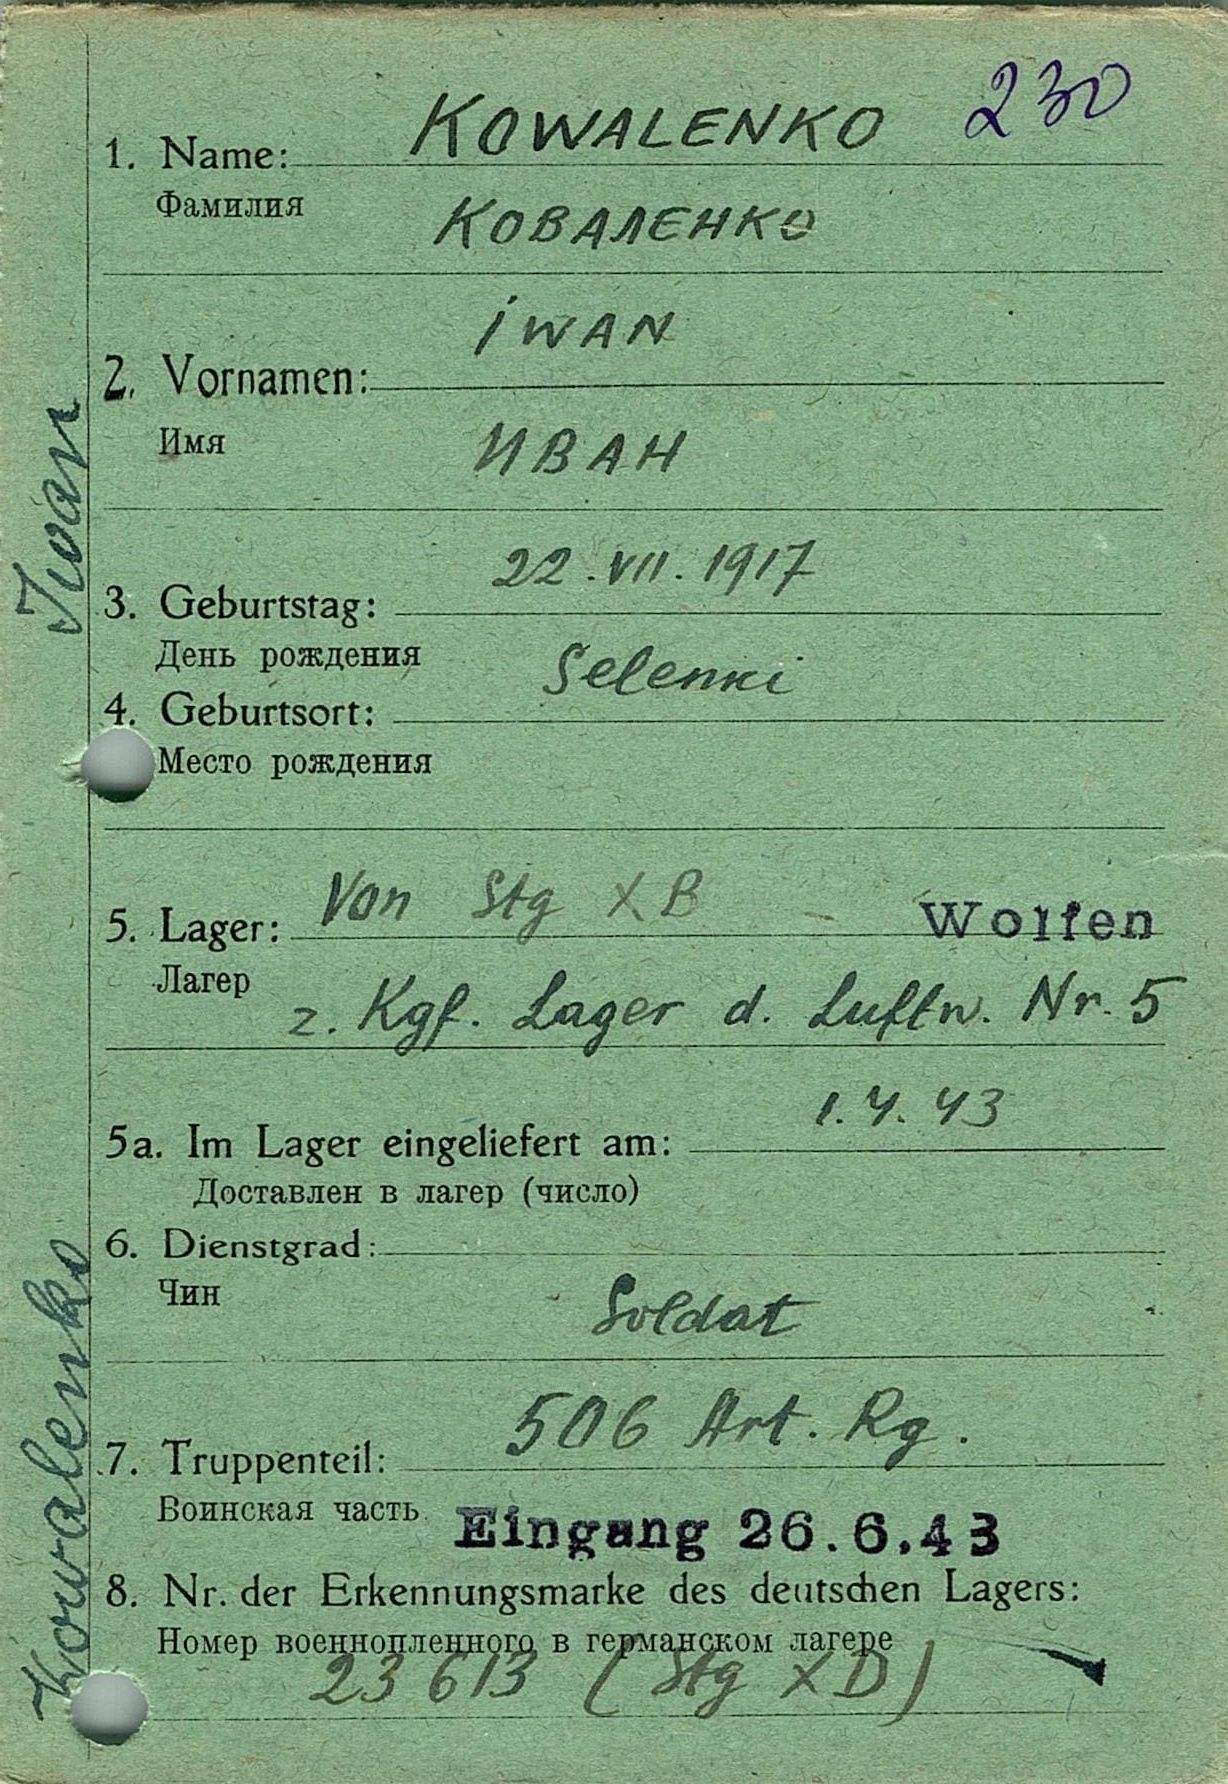 230
1. Name: KOWALENKO
Фамилия
КОВАЛЕНКО
IWAN
2. Vornamen:
Имя
ИВАН
22.VII.1917
3. Geburtstag:
День рождения
Selenki
4. Geburtsort:
Место рождения
Von Stg X B
5. Lager: Wolfen
Лагер
z. Kgf. Lager d. Luftw. Nr. 5
1.4.43
5a. Im Lager eingeliefert am:
Доставлен в лагер (число)
6. Dienstgrad:
Чин
Soldat
506 Art. Rg.
7. Truppenteil:
Воинская часть
Eingang 26.6.43
8. Nr. der Erkennungsmarke des deutschen Lagers:
Номер военнопленного в германском лагере
23613 (Stg X D)
Kowalenko Iwan